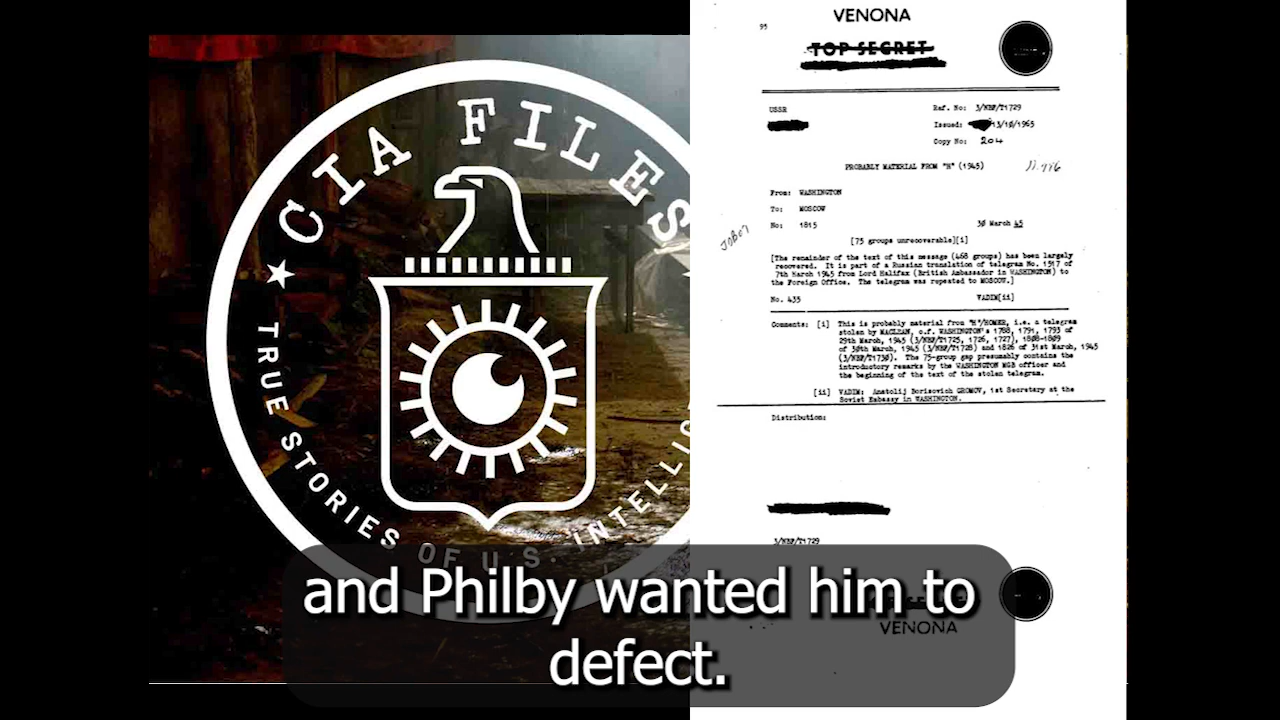 CIA FILES
TRUE STORIES OF U.S. INTELLIG
VENONA
95
TOP SECRET
USSR
Ref. No: 3/NBF/T1729
Issued: 13/10/1965
Copy No: 204
PROBABLY MATERIAL FROM "H" (1945)
From: WASHINGTON
To: MOSCOW
No: 1815
30 March 45
[75 groups unrecoverable][i]
[The remainder of the text of this message (468 groups) has been largely
recovered. It is part of a Russian translation of telegram No. 1517 of
7th March 1945 from Lord Halifax (British Ambassador in WASHINGTON) to
the Foreign Office. The telegram was repeated to MOSCOW.]
No. 435
VADIM[ii]
Comments: [i] This is probably material from "H"/HOMER, i.e. a telegram
stolen by MACLEAN, c.f. WASHINGTON's 1788, 1791, 1793 of
29th March, 1945 (3/NBF/T1725, 1726, 1727), 1808-1809
of 30th March, 1945 (3/NBF/T1728) and 1826 of 31st March, 1945
(3/NBF/T1730). The 75-group gap presumably contains the
introductory remarks by the WASHINGTON MGB officer and
the beginning of the text of the stolen telegram.
[ii] VADIM: Anatolij Borisovich GROMOV, 1st Secretary at the
Soviet Embassy in WASHINGTON.
Distribution:
3/NBF/T1729
and Philby wanted him to
defect.
VENONA